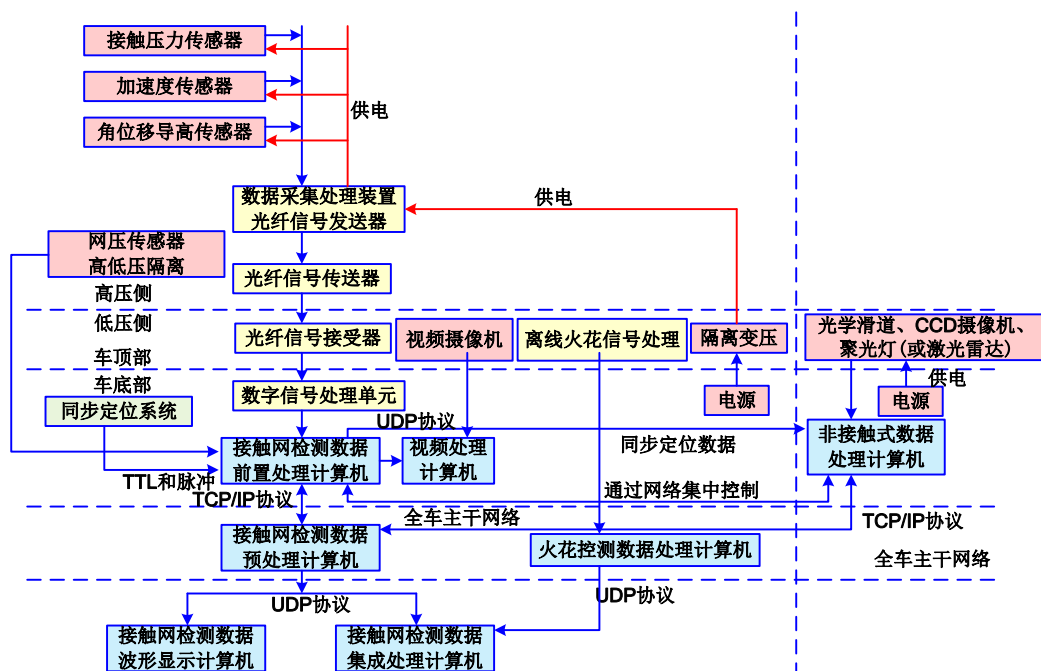 接触压力传感器
加速度传感器
供电
角位移导高传感器
数据采集处理装置
光纤信号发送器
供电
网压传感器
高低压隔离
光纤信号传送器
高压侧
低压侧
光纤信号接受器
视频摄像机
离线火花信号处理
隔离变压
光学滑道、CCD摄像机、
聚光灯(或激光雷达)
车顶部
车底部
供电
数字信号处理单元
电源
电源
同步定位系统
UDP协议
接触网检测数据
前置处理计算机
视频处理
计算机
同步定位数据
非接触式数据
处理计算机
TTL和脉冲
TCP/IP协议
通过网络集中控制
全车主干网络
TCP/IP协议
接触网检测数据
预处理计算机
火花控测数据处理计算机
全车主干网络
UDP协议
UDP协议
接触网检测数据
波形显示计算机
接触网检测数据
集成处理计算机